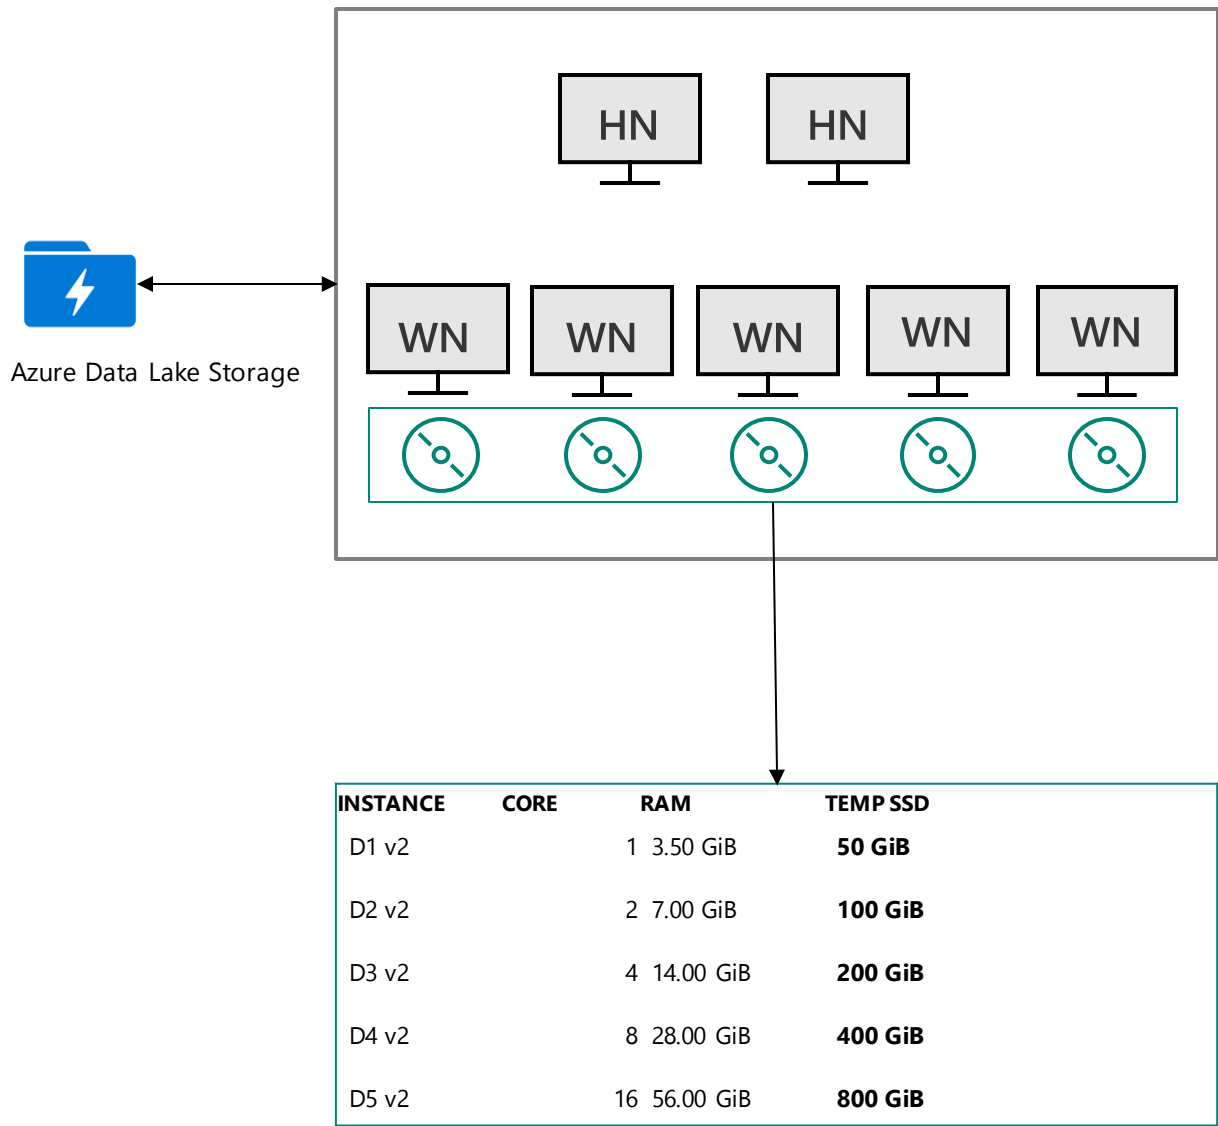 HN HN
WN WN WN WN WN
Azure Data Lake Storage
INSTANCE CORE RAM TEMP SSD
D1 v2 1 3.50 GiB 50 GiB
D2 v2 2 7.00 GiB 100 GiB
D3 v2 4 14.00 GiB 200 GiB
D4 v2 8 28.00 GiB 400 GiB
D5 v2 16 56.00 GiB 800 GiB